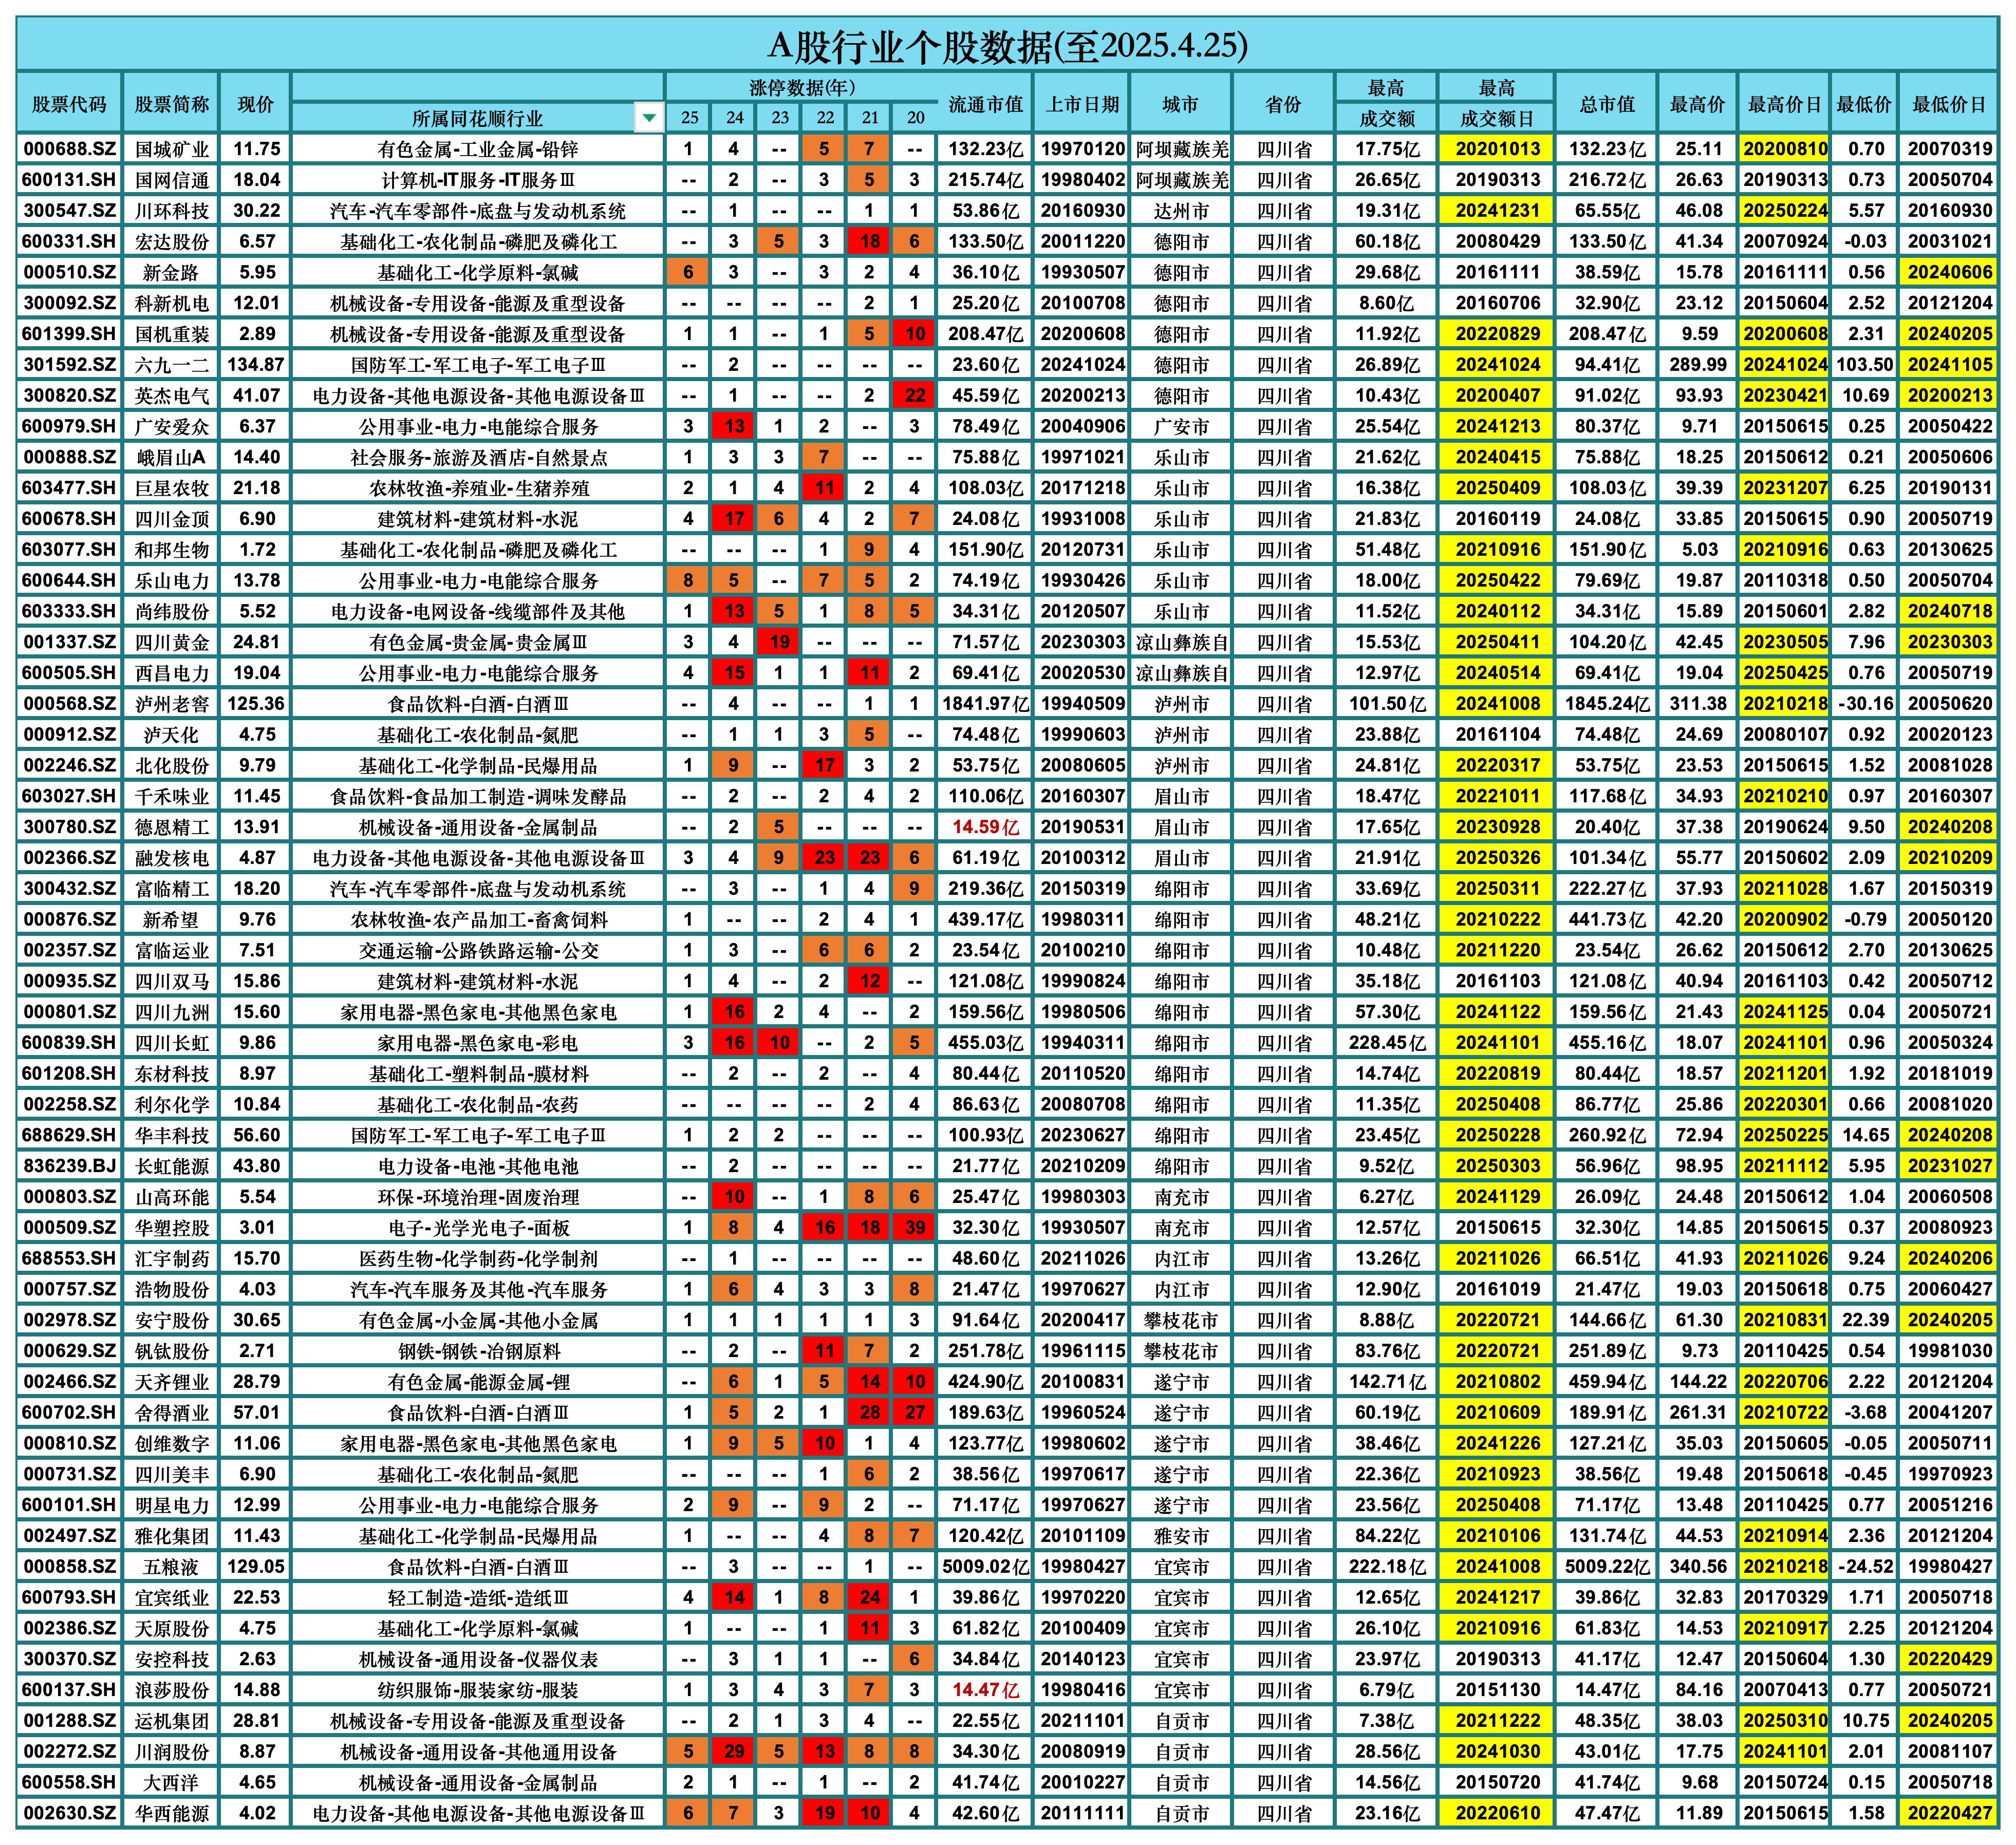 A股行业个股数据(至2025.4.25)
股票代码 股票简称 现价 所属同花顺行业 涨停数据(年) 流通市值 上市日期 城市 省份 最高 最高 总市值 最高价 最高价日 最低价 最低价日
25 24 23 22 21 20 成交额 成交额日
000688.SZ 国城矿业 11.75 有色金属-工业金属-铅锌 1 4 -- 5 7 -- 132.23亿 19970120 阿坝藏族羌 四川省 17.75亿 20201013 132.23亿 25.11 20200810 0.70 20070319
600131.SH 国网信通 18.04 计算机-IT服务-IT服务Ⅲ -- 2 -- 3 5 3 215.74亿 19980402 阿坝藏族羌 四川省 26.65亿 20190313 216.72亿 26.63 20190313 0.73 20050704
300547.SZ 川环科技 30.22 汽车-汽车零部件-底盘与发动机系统 -- 1 -- -- 1 1 53.86亿 20160930 达州市 四川省 19.31亿 20241231 65.55亿 46.08 20250224 5.57 20160930
600331.SH 宏达股份 6.57 基础化工-农化制品-磷肥及磷化工 -- 3 5 3 18 6 133.50亿 20011220 德阳市 四川省 60.18亿 20080429 133.50亿 41.34 20070924 -0.03 20031021
000510.SZ 新金路 5.95 基础化工-化学原料-氯碱 6 3 -- 3 2 4 36.10亿 19930507 德阳市 四川省 29.68亿 20161111 38.59亿 15.78 20161111 0.56 20240606
300092.SZ 科新机电 12.01 机械设备-专用设备-能源及重型设备 -- -- -- -- 2 1 25.20亿 20100708 德阳市 四川省 8.60亿 20160706 32.90亿 23.12 20150604 2.52 20121204
601399.SH 国机重装 2.89 机械设备-专用设备-能源及重型设备 1 1 -- 1 5 10 208.47亿 20200608 德阳市 四川省 11.92亿 20220829 208.47亿 9.59 20200608 2.31 20240205
301592.SZ 六九一二 134.87 国防军工-军工电子-军工电子Ⅲ -- 2 -- -- -- -- 23.60亿 20241024 德阳市 四川省 26.89亿 20241024 94.41亿 289.99 20241024 103.50 20241105
300820.SZ 英杰电气 41.07 电力设备-其他电源设备-其他电源设备Ⅲ -- 1 -- -- 2 22 45.59亿 20200213 德阳市 四川省 10.43亿 20200407 91.02亿 93.93 20230421 10.69 20200213
600979.SH 广安爱众 6.37 公用事业-电力-电能综合服务 3 13 1 2 -- 3 78.49亿 20040906 广安市 四川省 25.54亿 20241213 80.37亿 9.71 20150615 0.25 20050422
000888.SZ 峨眉山A 14.40 社会服务-旅游及酒店-自然景点 1 3 3 7 -- -- 75.88亿 19971021 乐山市 四川省 21.62亿 20240415 75.88亿 18.25 20150612 0.21 20050606
603477.SH 巨星农牧 21.18 农林牧渔-养殖业-生猪养殖 2 1 4 11 2 4 108.03亿 20171218 乐山市 四川省 16.38亿 20250409 108.03亿 39.39 20231207 6.25 20190131
600678.SH 四川金顶 6.90 建筑材料-建筑材料-水泥 4 17 6 4 2 7 24.08亿 19931008 乐山市 四川省 21.83亿 20160119 24.08亿 33.85 20150615 0.90 20050719
603077.SH 和邦生物 1.72 基础化工-农化制品-磷肥及磷化工 -- -- -- 1 9 4 151.90亿 20120731 乐山市 四川省 51.48亿 20210916 151.90亿 5.03 20210916 0.63 20130625
600644.SH 乐山电力 13.78 公用事业-电力-电能综合服务 8 5 -- 7 5 2 74.19亿 19930426 乐山市 四川省 18.00亿 20250422 79.69亿 19.87 20110318 0.50 20050704
603333.SH 尚纬股份 5.52 电力设备-电网设备-线缆部件及其他 1 13 5 1 8 5 34.31亿 20120507 乐山市 四川省 11.52亿 20240112 34.31亿 15.89 20150601 2.82 20240718
001337.SZ 四川黄金 24.81 有色金属-贵金属-贵金属Ⅲ 3 4 19 -- -- -- 71.57亿 20230303 凉山彝族自 四川省 15.53亿 20250411 104.20亿 42.45 20230505 7.96 20230303
600505.SH 西昌电力 19.04 公用事业-电力-电能综合服务 4 15 1 1 11 2 69.41亿 20020530 凉山彝族自 四川省 12.97亿 20240514 69.41亿 19.04 20250425 0.76 20050719
000568.SZ 泸州老窖 125.36 食品饮料-白酒-白酒Ⅲ -- 4 -- -- 1 1 1841.97亿 19940509 泸州市 四川省 101.50亿 20241008 1845.24亿 311.38 20210218 -30.16 20050620
000912.SZ 泸天化 4.75 基础化工-农化制品-氮肥 -- 1 1 3 5 -- 74.48亿 19990603 泸州市 四川省 23.88亿 20161104 74.48亿 24.69 20080107 0.92 20020123
002246.SZ 北化股份 9.79 基础化工-化学制品-民爆用品 1 9 -- 17 3 2 53.75亿 20080605 泸州市 四川省 24.81亿 20220317 53.75亿 23.53 20150615 1.52 20081028
603027.SH 千禾味业 11.45 食品饮料-食品加工制造-调味发酵品 -- 2 -- 2 4 2 110.06亿 20160307 眉山市 四川省 18.47亿 20221011 117.68亿 34.93 20210210 0.97 20160307
300780.SZ 德恩精工 13.91 机械设备-通用设备-金属制品 -- 2 5 -- -- -- 14.59亿 20190531 眉山市 四川省 17.65亿 20230928 20.40亿 37.38 20190624 9.50 20240208
002366.SZ 融发核电 4.87 电力设备-其他电源设备-其他电源设备Ⅲ 3 4 9 23 23 6 61.19亿 20100312 眉山市 四川省 21.91亿 20250326 101.34亿 55.77 20150602 2.09 20210209
300432.SZ 富临精工 18.20 汽车-汽车零部件-底盘与发动机系统 -- 3 -- 1 4 9 219.36亿 20150319 绵阳市 四川省 33.69亿 20250311 222.27亿 37.93 20211028 1.67 20150319
000876.SZ 新希望 9.76 农林牧渔-农产品加工-畜禽饲料 1 -- -- 2 4 1 439.17亿 19980311 绵阳市 四川省 48.21亿 20210222 441.73亿 42.20 20200902 -0.79 20050120
002357.SZ 富临运业 7.51 交通运输-公路铁路运输-公交 1 3 -- 6 6 2 23.54亿 20100210 绵阳市 四川省 10.48亿 20211220 23.54亿 26.62 20150612 2.70 20130625
000935.SZ 四川双马 15.86 建筑材料-建筑材料-水泥 1 4 -- 2 12 -- 121.08亿 19990824 绵阳市 四川省 35.18亿 20161103 121.08亿 40.94 20161103 0.42 20050712
000801.SZ 四川九洲 15.60 家用电器-黑色家电-其他黑色家电 1 16 2 4 -- 2 159.56亿 19980506 绵阳市 四川省 57.30亿 20241122 159.56亿 21.43 20241125 0.04 20050721
600839.SH 四川长虹 9.86 家用电器-黑色家电-彩电 3 16 10 -- 2 5 455.03亿 19940311 绵阳市 四川省 228.45亿 20241101 455.16亿 18.07 20241101 0.96 20050324
601208.SH 东材科技 8.97 基础化工-塑料制品-膜材料 -- 2 -- 2 -- 4 80.44亿 20110520 绵阳市 四川省 14.74亿 20220819 80.44亿 18.57 20211201 1.92 20181019
002258.SZ 利尔化学 10.84 基础化工-农化制品-农药 -- -- -- -- 2 4 86.63亿 20080708 绵阳市 四川省 11.35亿 20250408 86.77亿 25.86 20220301 0.66 20081020
688629.SH 华丰科技 56.60 国防军工-军工电子-军工电子Ⅲ 1 2 2 -- -- -- 100.93亿 20230627 绵阳市 四川省 23.45亿 20250228 260.92亿 72.94 20250225 14.65 20240208
836239.BJ 长虹能源 43.80 电力设备-电池-其他电池 -- 2 -- -- -- -- 21.77亿 20210209 绵阳市 四川省 9.52亿 20250303 56.96亿 98.95 20211112 5.95 20231027
000803.SZ 山高环能 5.54 环保-环境治理-固废治理 -- 10 -- 1 8 6 25.47亿 19980303 南充市 四川省 6.27亿 20241129 26.09亿 24.48 20150612 1.04 20060508
000509.SZ 华塑控股 3.01 电子-光学光电子-面板 1 8 4 16 18 39 32.30亿 19930507 南充市 四川省 12.57亿 20150615 32.30亿 14.85 20150615 0.37 20080923
688553.SH 汇宇制药 15.70 医药生物-化学制药-化学制剂 -- 1 -- -- -- -- 48.60亿 20211026 内江市 四川省 13.26亿 20211026 66.51亿 41.93 20211026 9.24 20240206
000757.SZ 浩物股份 4.03 汽车-汽车服务及其他-汽车服务 1 6 4 3 3 8 21.47亿 19970627 内江市 四川省 12.90亿 20161019 21.47亿 19.03 20150618 0.75 20060427
002978.SZ 安宁股份 30.65 有色金属-小金属-其他小金属 1 1 1 1 1 3 91.64亿 20200417 攀枝花市 四川省 8.88亿 20220721 144.66亿 61.30 20210831 22.39 20240205
000629.SZ 钒钛股份 2.71 钢铁-钢铁-冶钢原料 -- 2 -- 11 7 2 251.78亿 19961115 攀枝花市 四川省 83.76亿 20220721 251.89亿 9.73 20110425 0.54 19981030
002466.SZ 天齐锂业 28.79 有色金属-能源金属-锂 -- 6 1 5 14 10 424.90亿 20100831 遂宁市 四川省 142.71亿 20210802 459.94亿 144.22 20220706 2.22 20121204
600702.SH 舍得酒业 57.01 食品饮料-白酒-白酒Ⅲ 1 5 2 1 28 27 189.63亿 19960524 遂宁市 四川省 60.19亿 20210609 189.91亿 261.31 20210722 -3.68 20041207
000810.SZ 创维数字 11.06 家用电器-黑色家电-其他黑色家电 1 9 5 10 1 4 123.77亿 19980602 遂宁市 四川省 38.46亿 20241226 127.21亿 35.03 20150605 -0.05 20050711
000731.SZ 四川美丰 6.90 基础化工-农化制品-氮肥 -- -- -- 1 6 2 38.56亿 19970617 遂宁市 四川省 22.36亿 20210923 38.56亿 19.48 20150618 -0.45 19970923
600101.SH 明星电力 12.99 公用事业-电力-电能综合服务 2 9 -- 9 2 -- 71.17亿 19970627 遂宁市 四川省 23.56亿 20250408 71.17亿 13.48 20110425 0.77 20051216
002497.SZ 雅化集团 11.43 基础化工-化学制品-民爆用品 1 -- -- 4 8 7 120.42亿 20101109 雅安市 四川省 84.22亿 20210106 131.74亿 44.53 20210914 2.36 20121204
000858.SZ 五粮液 129.05 食品饮料-白酒-白酒Ⅲ -- 3 -- -- 1 -- 5009.02亿 19980427 宜宾市 四川省 222.18亿 20241008 5009.22亿 340.56 20210218 -24.52 19980427
600793.SH 宜宾纸业 22.53 轻工制造-造纸-造纸Ⅲ 4 14 1 8 24 1 39.86亿 19970220 宜宾市 四川省 12.65亿 20241217 39.86亿 32.83 20170329 1.71 20050718
002386.SZ 天原股份 4.75 基础化工-化学原料-氯碱 1 -- -- 1 11 3 61.82亿 20100409 宜宾市 四川省 26.10亿 20210916 61.83亿 14.53 20210917 2.25 20121204
300370.SZ 安控科技 2.63 机械设备-通用设备-仪器仪表 -- 3 1 1 -- 6 34.84亿 20140123 宜宾市 四川省 23.97亿 20190313 41.17亿 12.47 20150604 1.30 20220429
600137.SH 浪莎股份 14.88 纺织服饰-服装家纺-服装 1 3 4 3 7 3 14.47亿 19980416 宜宾市 四川省 6.79亿 20151130 14.47亿 84.16 20070413 0.77 20050721
001288.SZ 运机集团 28.81 机械设备-专用设备-能源及重型设备 -- 2 1 3 4 -- 22.55亿 20211101 自贡市 四川省 7.38亿 20211222 48.35亿 38.03 20250310 10.75 20240205
002272.SZ 川润股份 8.87 机械设备-通用设备-其他通用设备 5 29 5 13 8 8 34.30亿 20080919 自贡市 四川省 28.56亿 20241030 43.01亿 17.75 20241101 2.01 20081107
600558.SH 大西洋 4.65 机械设备-通用设备-金属制品 2 1 -- 1 -- 2 41.74亿 20010227 自贡市 四川省 14.56亿 20150720 41.74亿 9.68 20150724 0.15 20050718
002630.SZ 华西能源 4.02 电力设备-其他电源设备-其他电源设备Ⅲ 6 7 3 19 10 4 42.60亿 20111111 自贡市 四川省 23.16亿 20220610 47.47亿 11.89 20150615 1.58 20220427